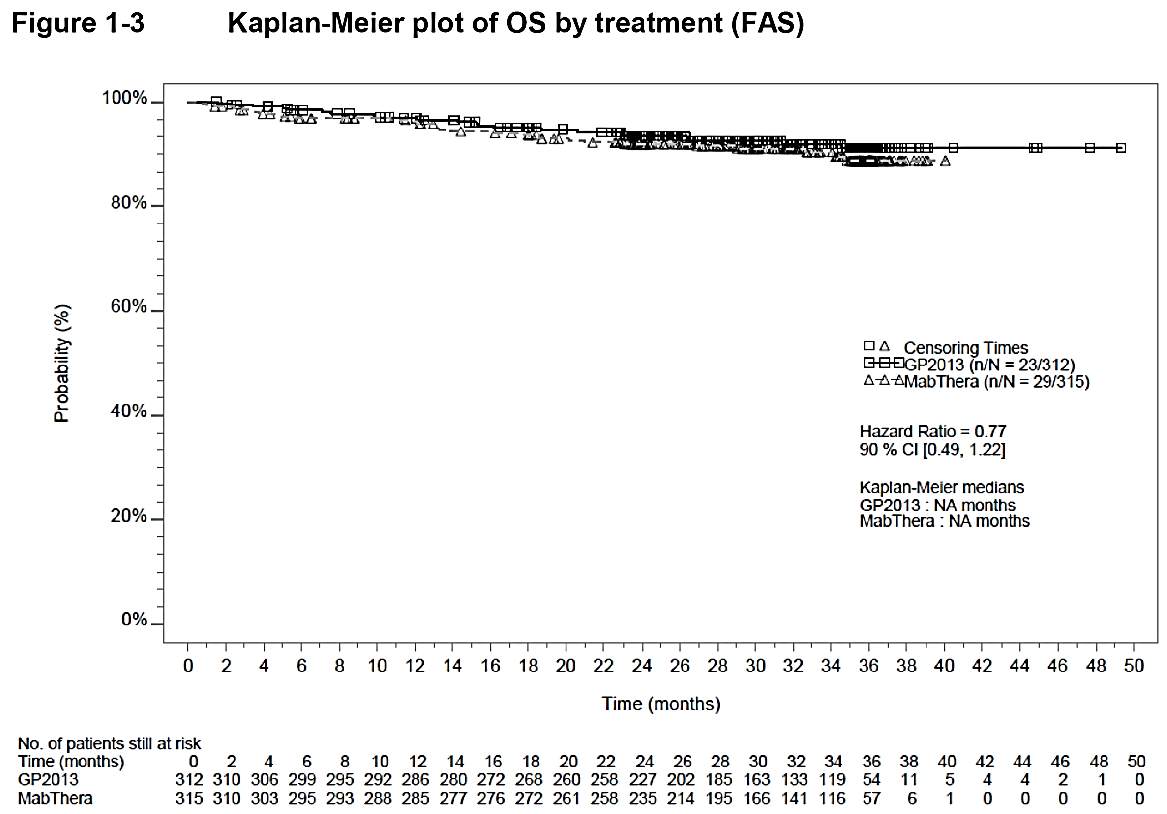 Figure 1-3 Kaplan-Meier plot of OS by treatment (FAS)
100%
80%
60%
40%
20%
0%
Probability (%)
Censoring Times
GP2013 (n/N = 23/312)
MabThera (n/N = 29/315)
Hazard Ratio = 0.77
90 % CI [0.49, 1.22]
Kaplan-Meier medians
GP2013 : NA months
MabThera : NA months
0 2 4 6 8 10 12 14 16 18 20 22 24 26 28 30 32 34 36 38 40 42 44 46 48 50
Time (months)
No. of patients still at risk
Time (months) 0 2 4 6 8 10 12 14 16 18 20 22 24 26 28 30 32 34 36 38 40 42 44 46 48 50
GP2013 312 310 306 299 295 292 286 280 272 268 260 258 227 202 185 163 133 119 54 11 5 4 4 2 1 0
MabThera 315 310 303 295 293 288 285 277 276 272 261 258 235 214 195 166 141 116 57 6 1 0 0 0 0 0